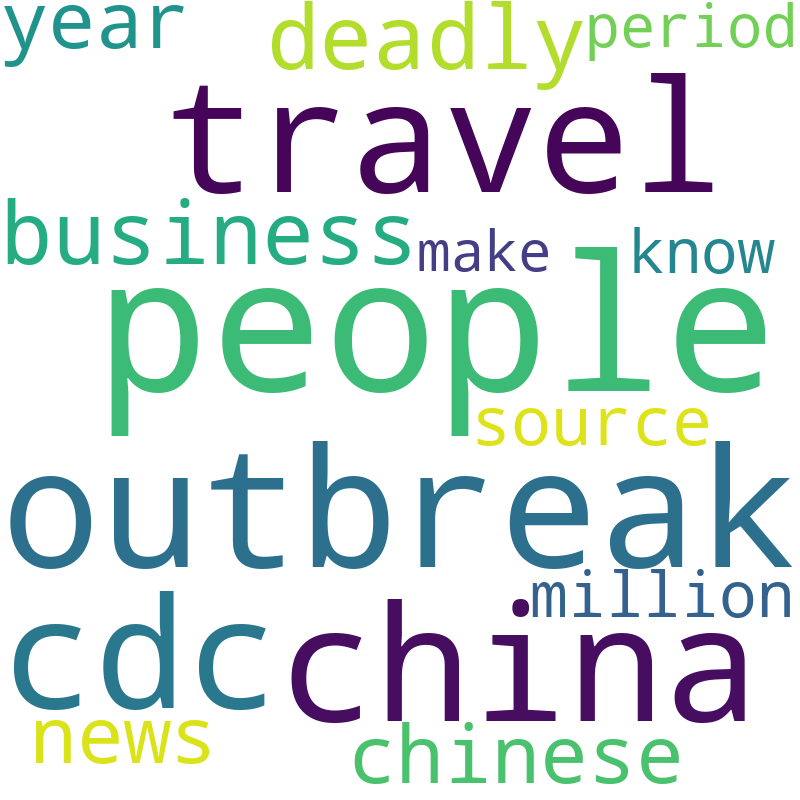 year deadly period
travel
business make know
people
source
outbreak
million
cdc china
news chinese